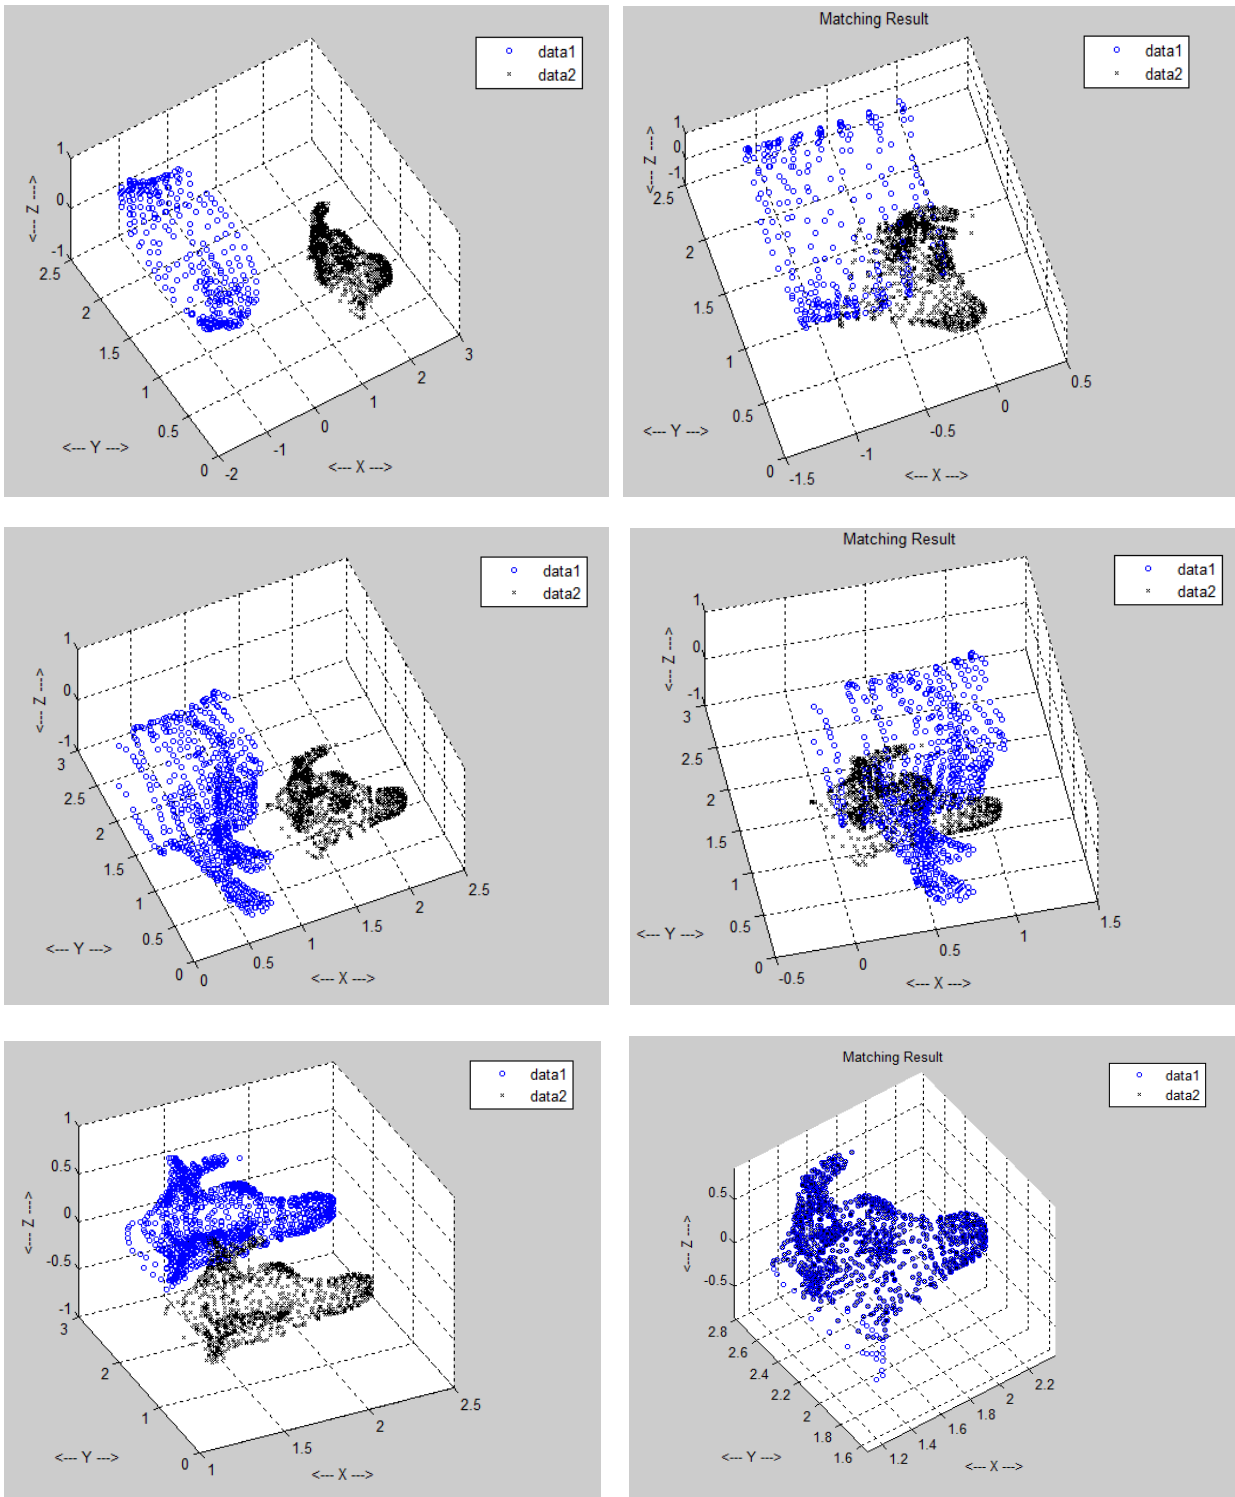 data1
data2
1
0
-1
<--- Z --->
2.5
2
1.5
1
0.5
0
<--- Y --->
-2
-1
0
1
2
3
<--- X --->
Matching Result
data1
data2
1
0
-1
<--- Z --->
2.5
2
1.5
1
0.5
0
<--- Y --->
-1.5
-1
-0.5
0
0.5
<--- X --->
data1
data2
1
0
-1
<--- Z --->
3
2.5
2
1.5
1
0.5
0
<--- Y --->
0
0.5
1
1.5
2
2.5
<--- X --->
Matching Result
data1
data2
1
0
-1
<--- Z --->
3
2.5
2
1.5
1
0.5
0
<--- Y --->
-0.5
0
0.5
1
1.5
<--- X --->
data1
data2
1
0.5
0
-0.5
-1
<--- Z --->
3
2
1
0
<--- Y --->
1
1.5
2
2.5
<--- X --->
Matching Result
data1
data2
0.5
0
-0.5
<--- Z --->
2.8
2.6
2.4
2.2
2
1.8
1.6
<--- Y --->
1.2
1.4
1.6
1.8
2
2.2
<--- X --->